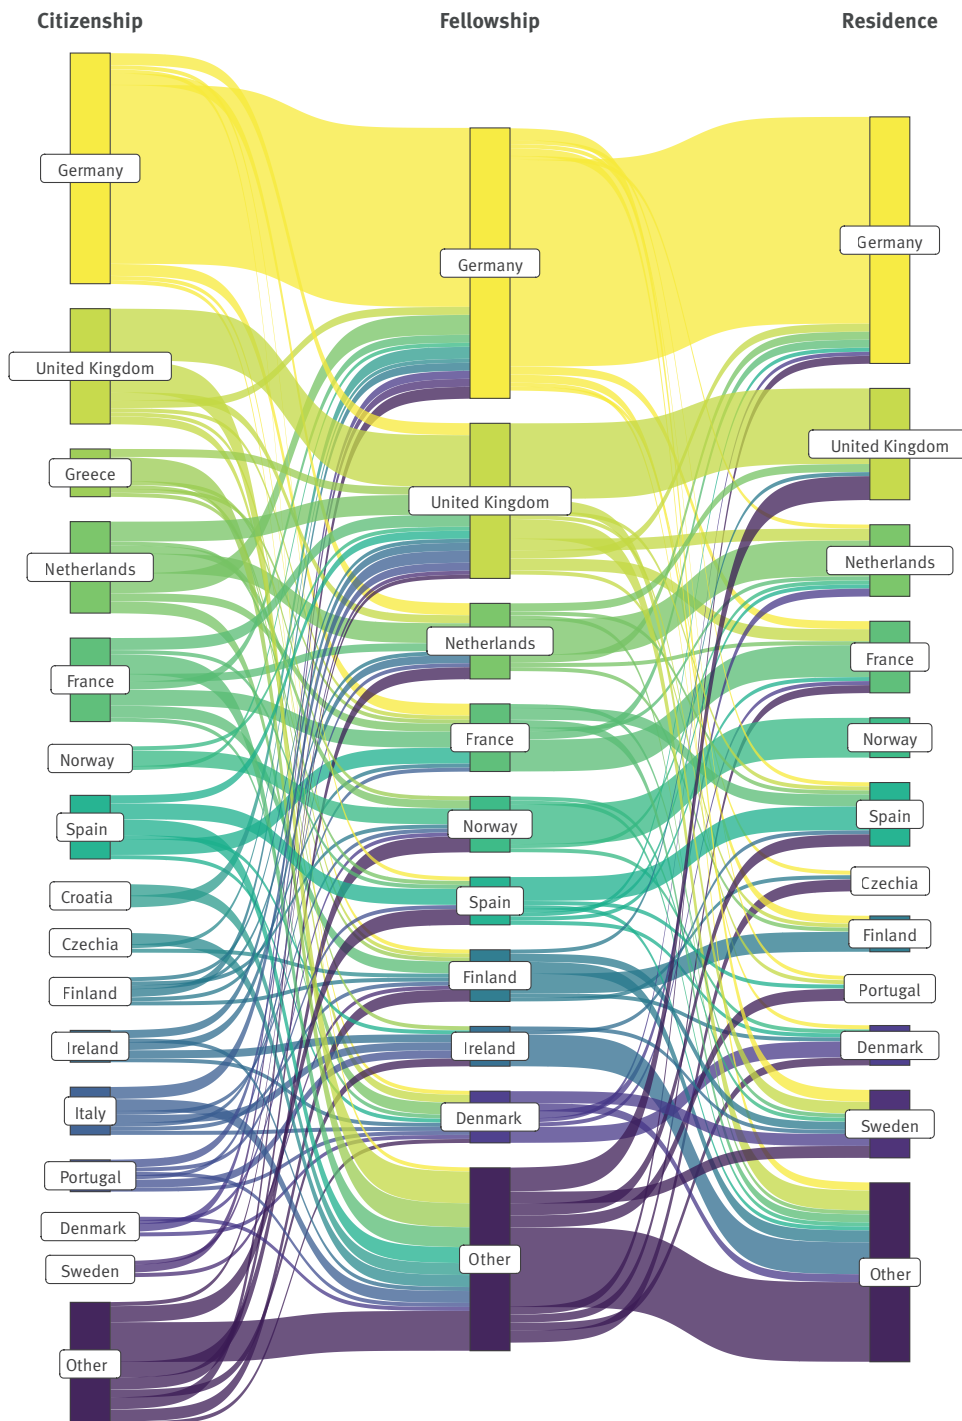 Citizenship
Fellowship
Residence
Germany
United Kingdom
Greece
Netherlands
France
Norway
Spain
Croatia
Czechia
Finland
Ireland
Italy
Portugal
Denmark
Sweden
Other
Germany
United Kingdom
Netherlands
France
Norway
Spain
Finland
Ireland
Denmark
Other
Germany
United Kingdom
Netherlands
France
Norway
Spain
Czechia
Finland
Portugal
Denmark
Sweden
Other